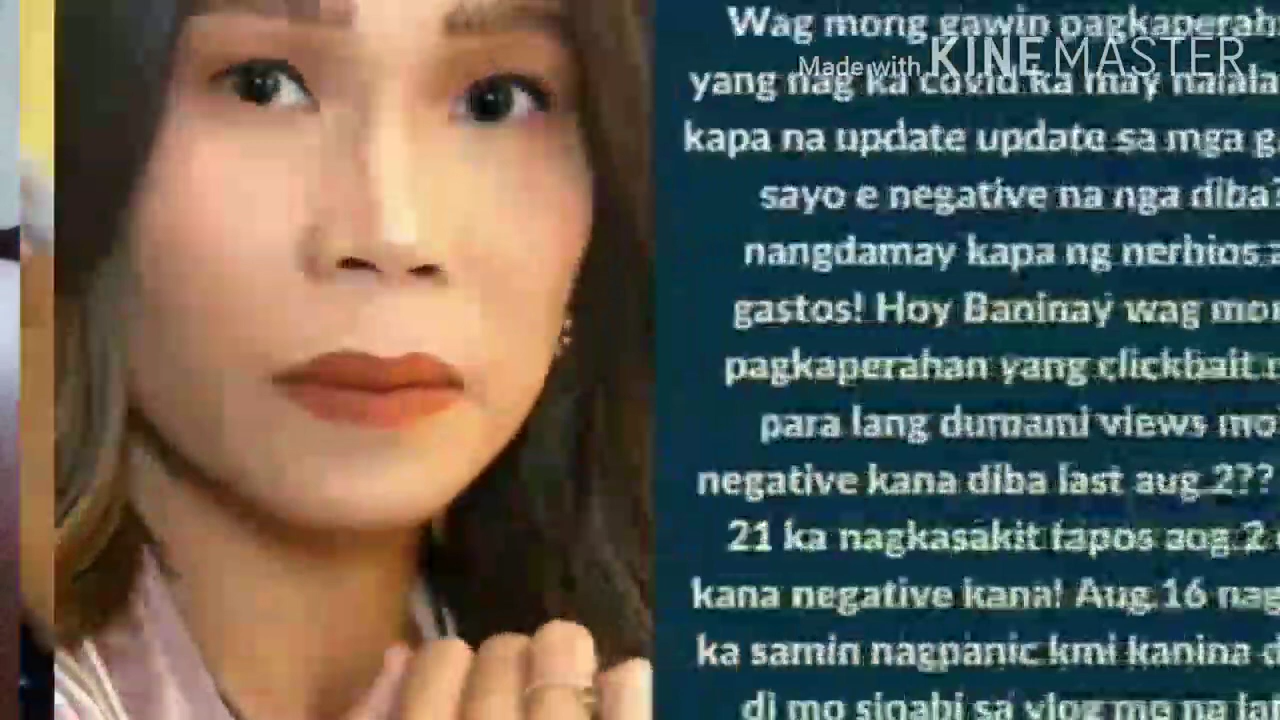 Wag mong gawin pagkaperah
Made with KINEMASTER
yang nag ka covid ka may nalala
kapa na update update sa mga g
sayo e negative na nga diba?
nangdamay kapa ng nerbios
gastos! Hoy Baninay wag mo
pagkaperahan yang clickbait
para lang dumami views mo
negative kana diba last aug 2??
21 ka nagkasakit tapos aog 2
kana negative kana! Aug 16 nag
ka samin nagpanic kmi kanina d
di mo sinabi sa vlog mo na